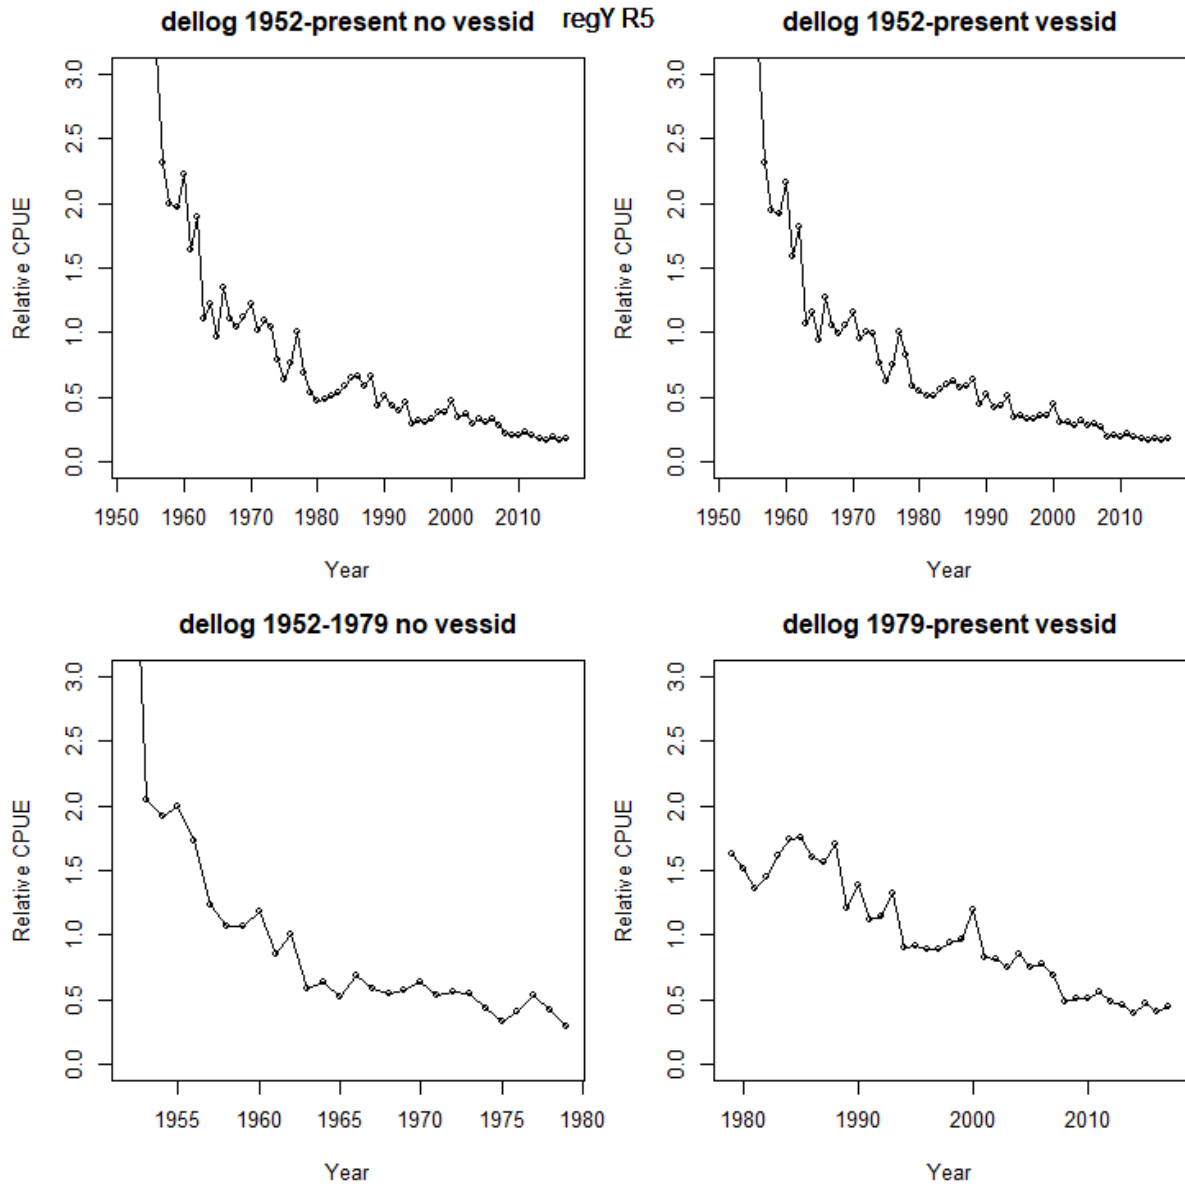 dellog 1952-present no vessid
regY R5
dellog 1952-present vessid
Relative CPUE
3.0
2.5
2.0
1.5
1.0
0.5
0.0
1950 1960 1970 1980 1990 2000 2010
Year
Relative CPUE
3.0
2.5
2.0
1.5
1.0
0.5
0.0
1950 1960 1970 1980 1990 2000 2010
Year
dellog 1952-1979 no vessid
Relative CPUE
3.0
2.5
2.0
1.5
1.0
0.5
0.0
1955 1960 1965 1970 1975 1980
Year
dellog 1979-present vessid
Relative CPUE
3.0
2.5
2.0
1.5
1.0
0.5
0.0
1980 1990 2000 2010
Year